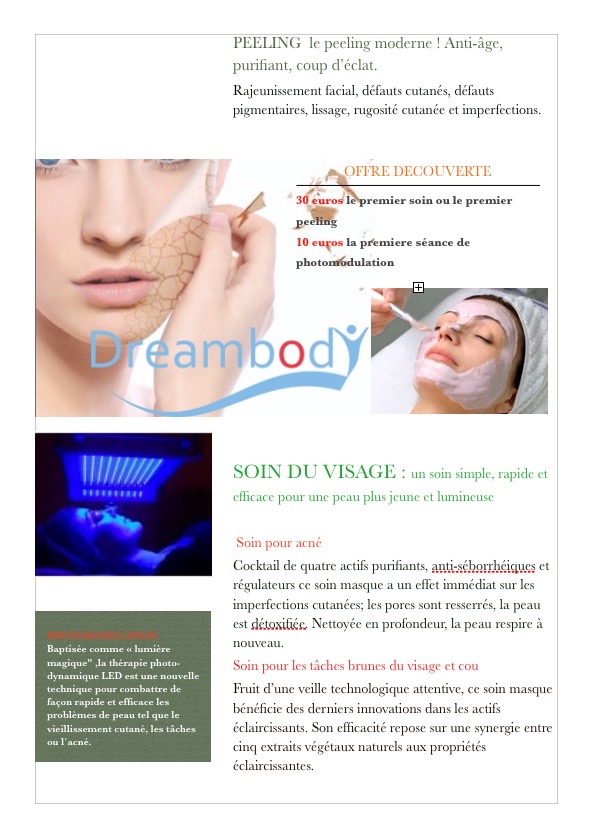 PEELING  le peeling moderne ! Anti-âge,
purifiant, coup d'éclat.
Rajeunissement facial, défauts cutanés, défauts
pigmentaires, lissage, rugosité cutanée et imperfections.
OFFRE DECOUVERTE
30 euros le premier soin ou le premier
peeling
10 euros la premiere séance de
photomodulation
Dreambody
SOIN DU VISAGE : un soin simple, rapide et
efficace pour une peau plus jeune et lumineuse
Soin pour acné
Cocktail de quatre actifs purifiants, anti-séborrhéiques et
régulateurs ce soin masque a un effet immédiat sur les
imperfections cutanées; les pores sont resserrés, la peau
est détoxifiée. Nettoyée en profondeur, la peau respire à
nouveau.
Soin pour les tâches brunes du visage et cou
Fruit d'une veille technologique attentive, ce soin masque
bénéficie des derniers innovations dans les actifs
éclaircissants. Son efficacité repose sur une synergie entre
cinq extraits végétaux naturels aux propriétés
éclaircissantes.
Baptisée comme « lumière
magique" ,la thérapie photo-
dynamique LED est une nouvelle
technique pour combattre de
façon rapide et efficace les
problèmes de peau tel que le
vieillissement cutané, les tâches
ou l'acné.